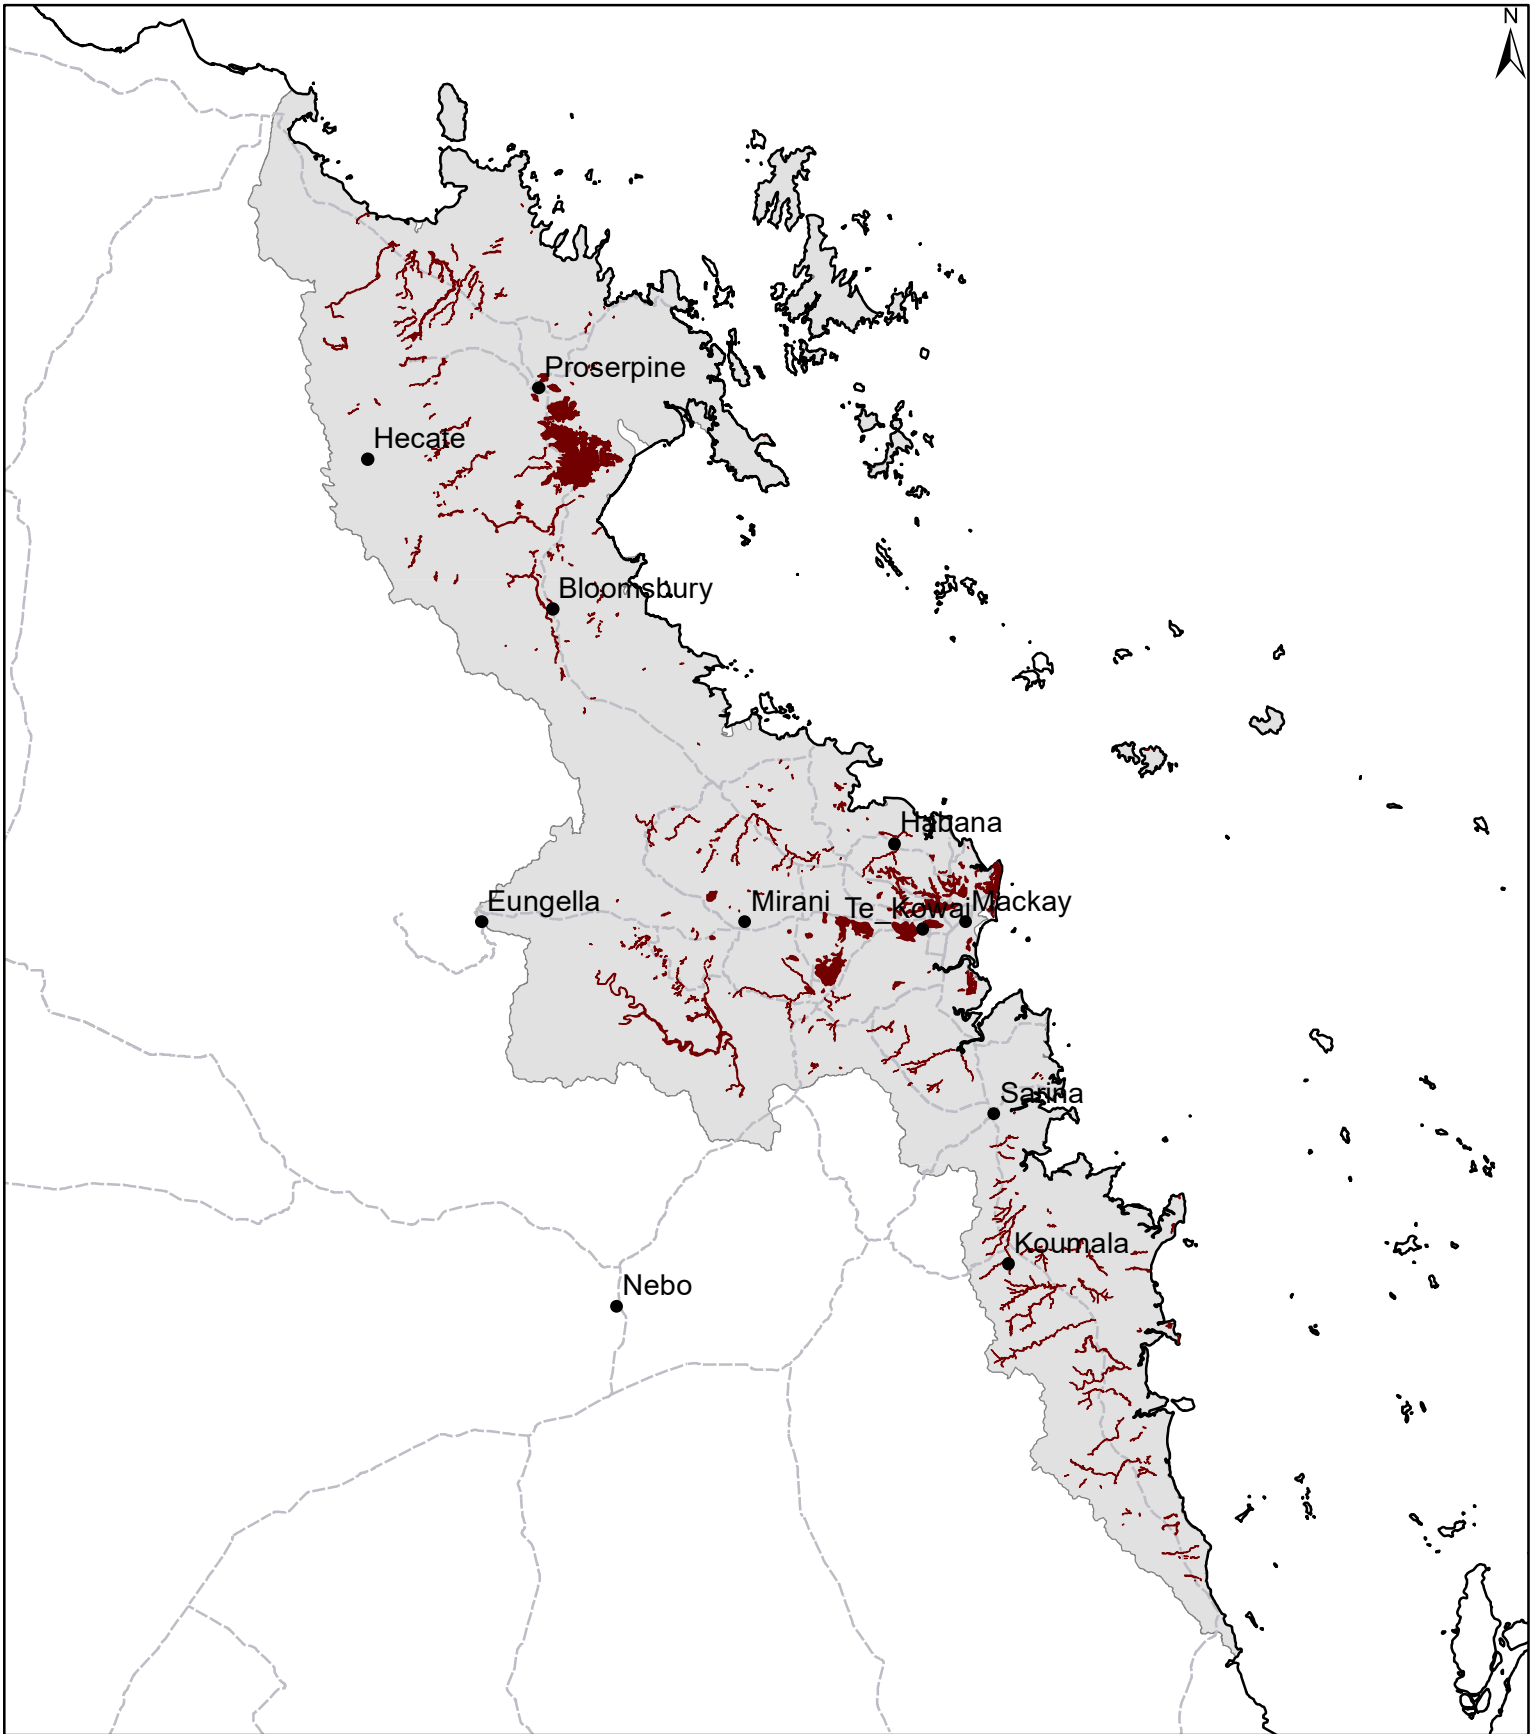 N
Proserpine
Hecate
Bloomsbury
Habana
Eungella
Mirani
Te_Kowai
Mackay
Sarina
Koumala
Nebo